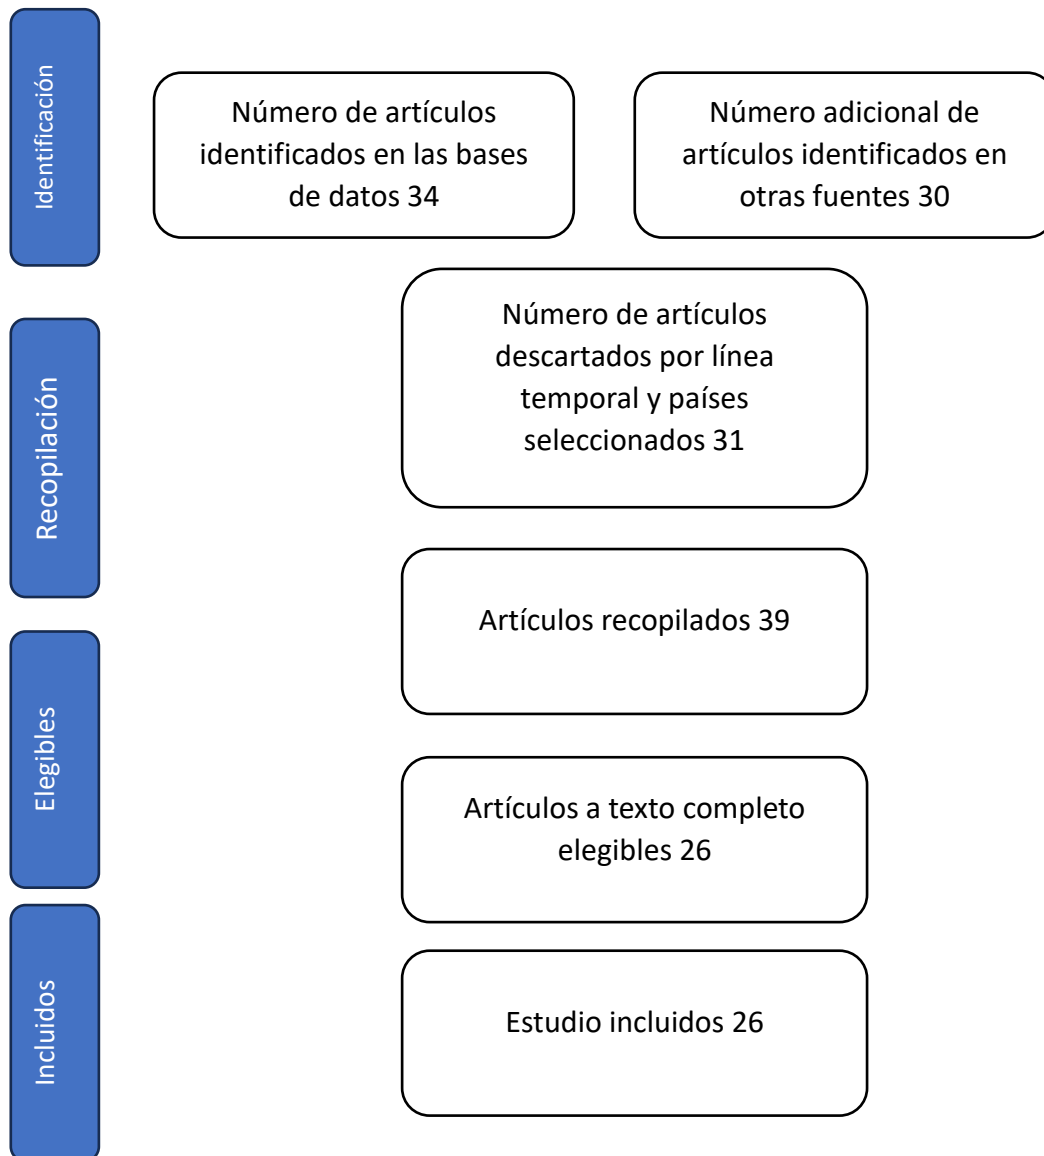 Identificación
Número de artículos
identificados en las bases
de datos 34
Número adicional de
artículos identificados en
otras fuentes 30
Recopilación
Número de artículos
descartados por línea
temporal y países
seleccionados 31
Artículos recopilados 39
Elegibles
Artículos a texto completo
elegibles 26
Incluidos
Estudio incluidos 26